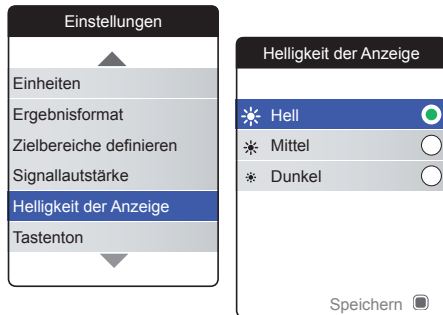 Einstellungen
Einheiten
Ergebnisformat
Zielbereiche definieren
Signallautstärke
Helligkeit der Anzeige
Tastenton
Helligkeit der Anzeige
Hell
Mittel
Dunkel
Speichern